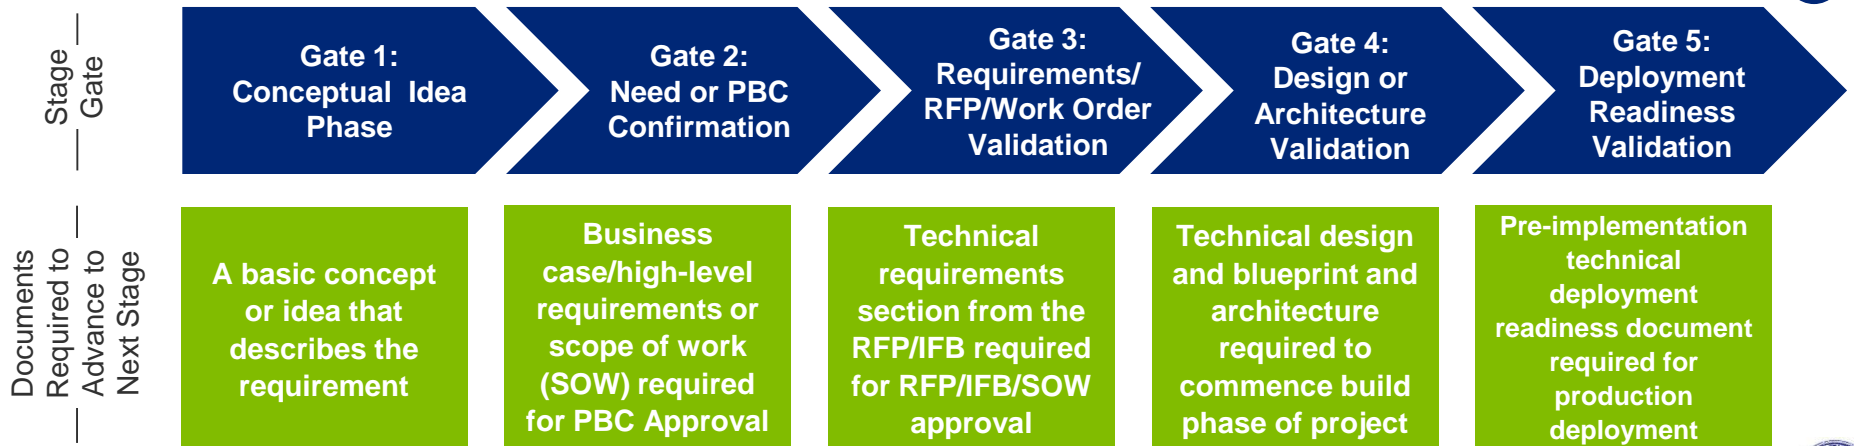 Stage
Gate
Gate 1:
Conceptual Idea
Phase
Gate 2:
Need or PBC
Confirmation
Gate 3:
Requirements/
RFP/Work Order
Validation
Gate 4:
Design or
Architecture
Validation
Gate 5:
Deployment
Readiness
Validation
Documents
Required to
Advance to
Next Stage
A basic concept
or idea that
describes the
requirement
Business
case/high-level
requirements or
scope of work
(SOW) required
for PBC Approval
Technical
requirements
section from the
RFP/IFB required
for RFP/IFB/SOW
approval
Technical design
and blueprint and
architecture
required to
commence build
phase of project
Pre-implementation
technical
deployment
readiness document
required for
production
deployment